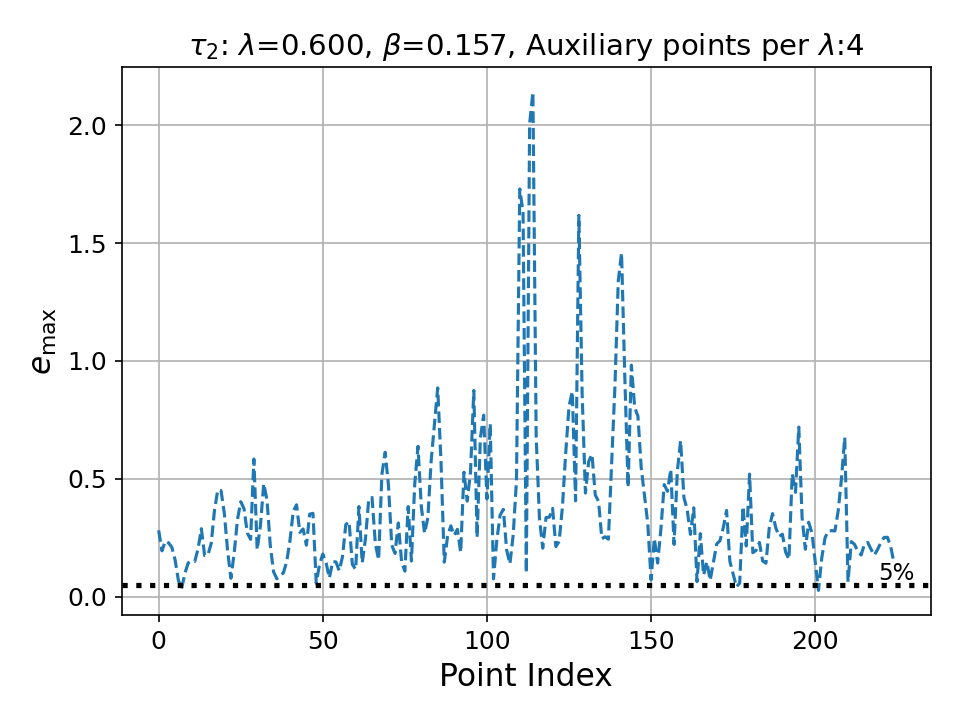 τ₂: λ=0.600, β=0.157, Auxiliary points per λ:4
e_max
2.0
1.5
1.0
0.5
0.0
5%
0 50 100 150 200
Point Index